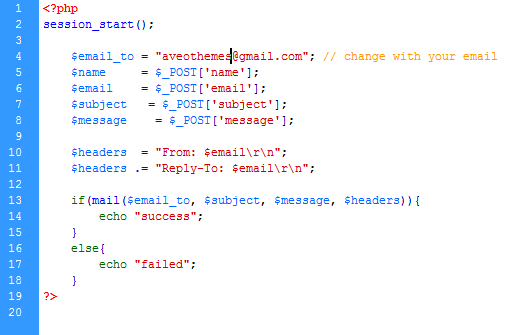 1 <?php
2 session_start();
3
4 $email_to = "aveothemes@gmail.com"; // change with your email
5 $name = $_POST['name'];
6 $email = $_POST['email'];
7 $subject = $_POST['subject'];
8 $message = $_POST['message'];
9
10 $headers = "From: $email\r\n";
11 $headers .= "Reply-To: $email\r\n";
12
13 if(mail($email_to, $subject, $message, $headers)){
14 echo "success";
15 }
16 else{
17 echo "failed";
18 }
19 ?>
20